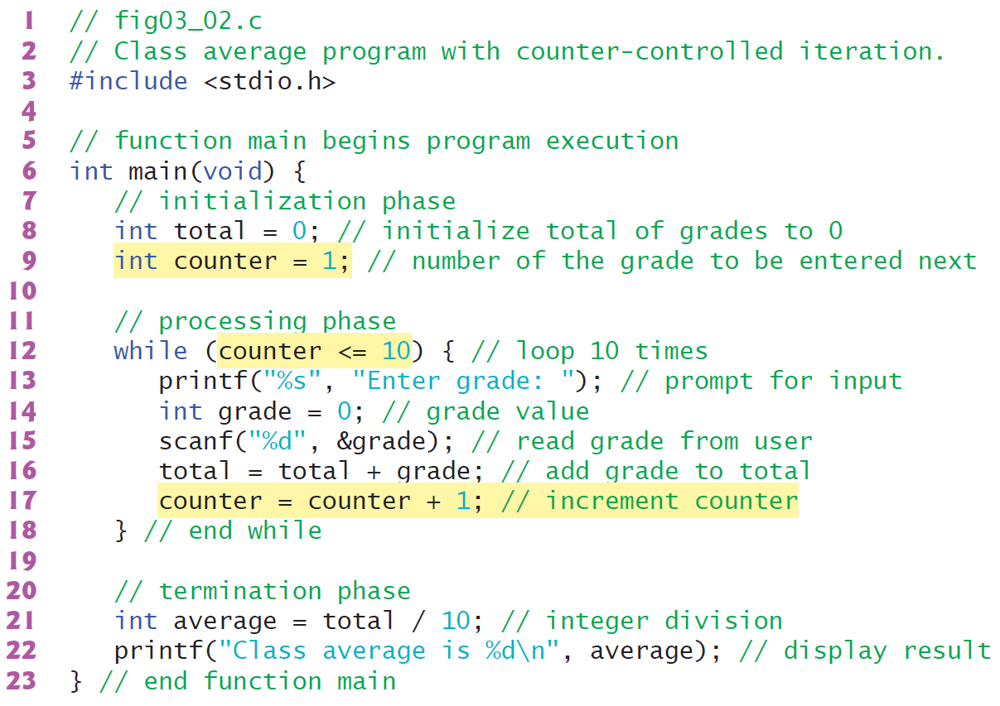 1 // fig03_02.c
2 // Class average program with counter-controlled iteration.
3 #include <stdio.h>
4
5 // function main begins program execution
6 int main(void) {
7    // initialization phase
8    int total = 0; // initialize total of grades to 0
9    int counter = 1; // number of the grade to be entered next
10
11    // processing phase
12    while (counter <= 10) { // loop 10 times
13       printf("%s", "Enter grade: "); // prompt for input
14       int grade = 0; // grade value
15       scanf("%d", &grade); // read grade from user
16       total = total + grade; // add grade to total
17       counter = counter + 1; // increment counter
18    } // end while
19
20    // termination phase
21    int average = total / 10; // integer division
22    printf("Class average is %d\n", average); // display result
23 } // end function main